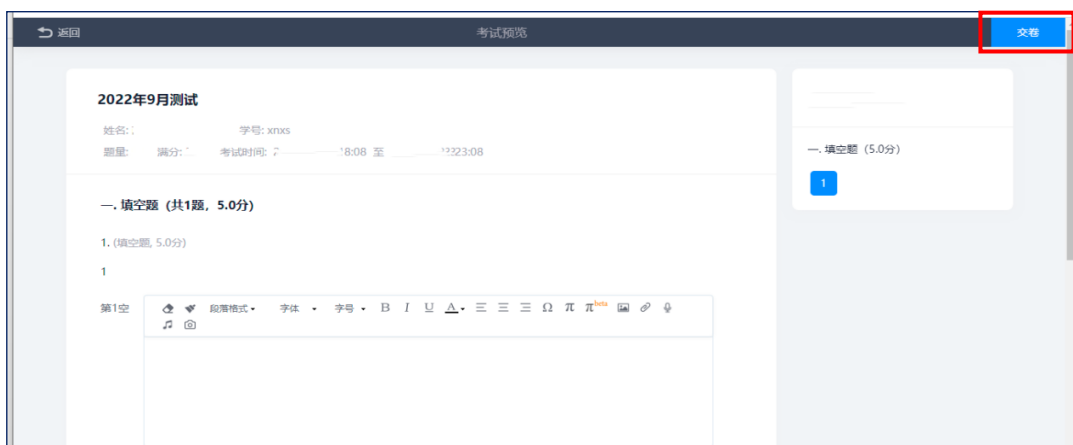 返回
考试预览
交卷
2022年9月测试
姓名:
学号: xnxs
题量:
满分:
考试时间:
18:08 至
23:08
一. 填空题（共1题，5.0分）
1. (填空题, 5.0分)
1
第1空
段落格式
字体
字号
B I U A Ω π π beta
一. 填空题（5.0分）
1